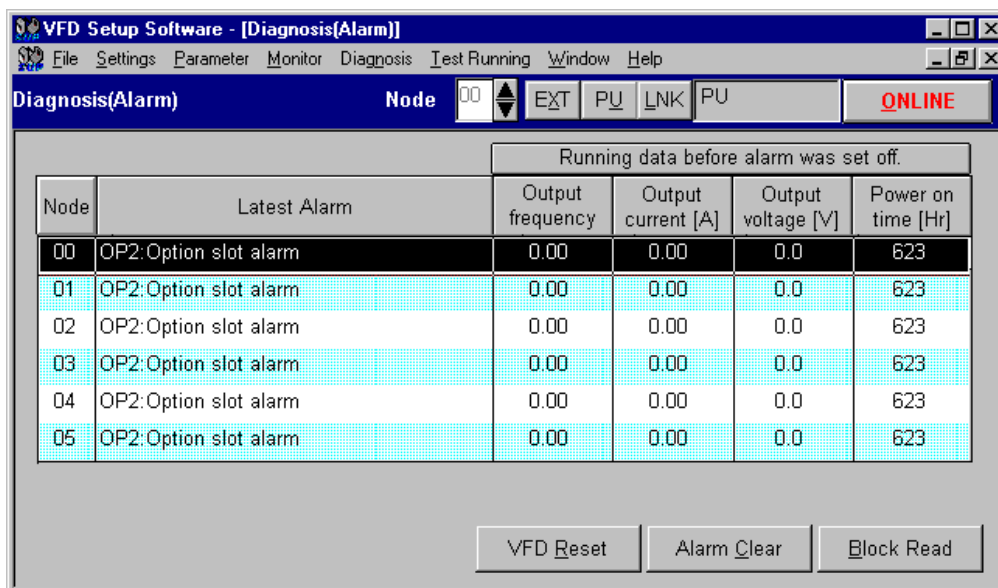 VFD Setup Software - [Diagnosis(Alarm)]
File Settings Parameter Monitor Diagnosis Test Running Window Help
Diagnosis(Alarm) Node 00 EXT PU LNK PU ONLINE
Running data before alarm was set off.
Node Latest Alarm Output frequency Output current [A] Output voltage [V] Power on time [Hr]
00 OP2:Option slot alarm 0.00 0.00 0.0 623
01 OP2:Option slot alarm 0.00 0.00 0.0 623
02 OP2:Option slot alarm 0.00 0.00 0.0 623
03 OP2:Option slot alarm 0.00 0.00 0.0 623
04 OP2:Option slot alarm 0.00 0.00 0.0 623
05 OP2:Option slot alarm 0.00 0.00 0.0 623
VFD Reset Alarm Clear Block Read